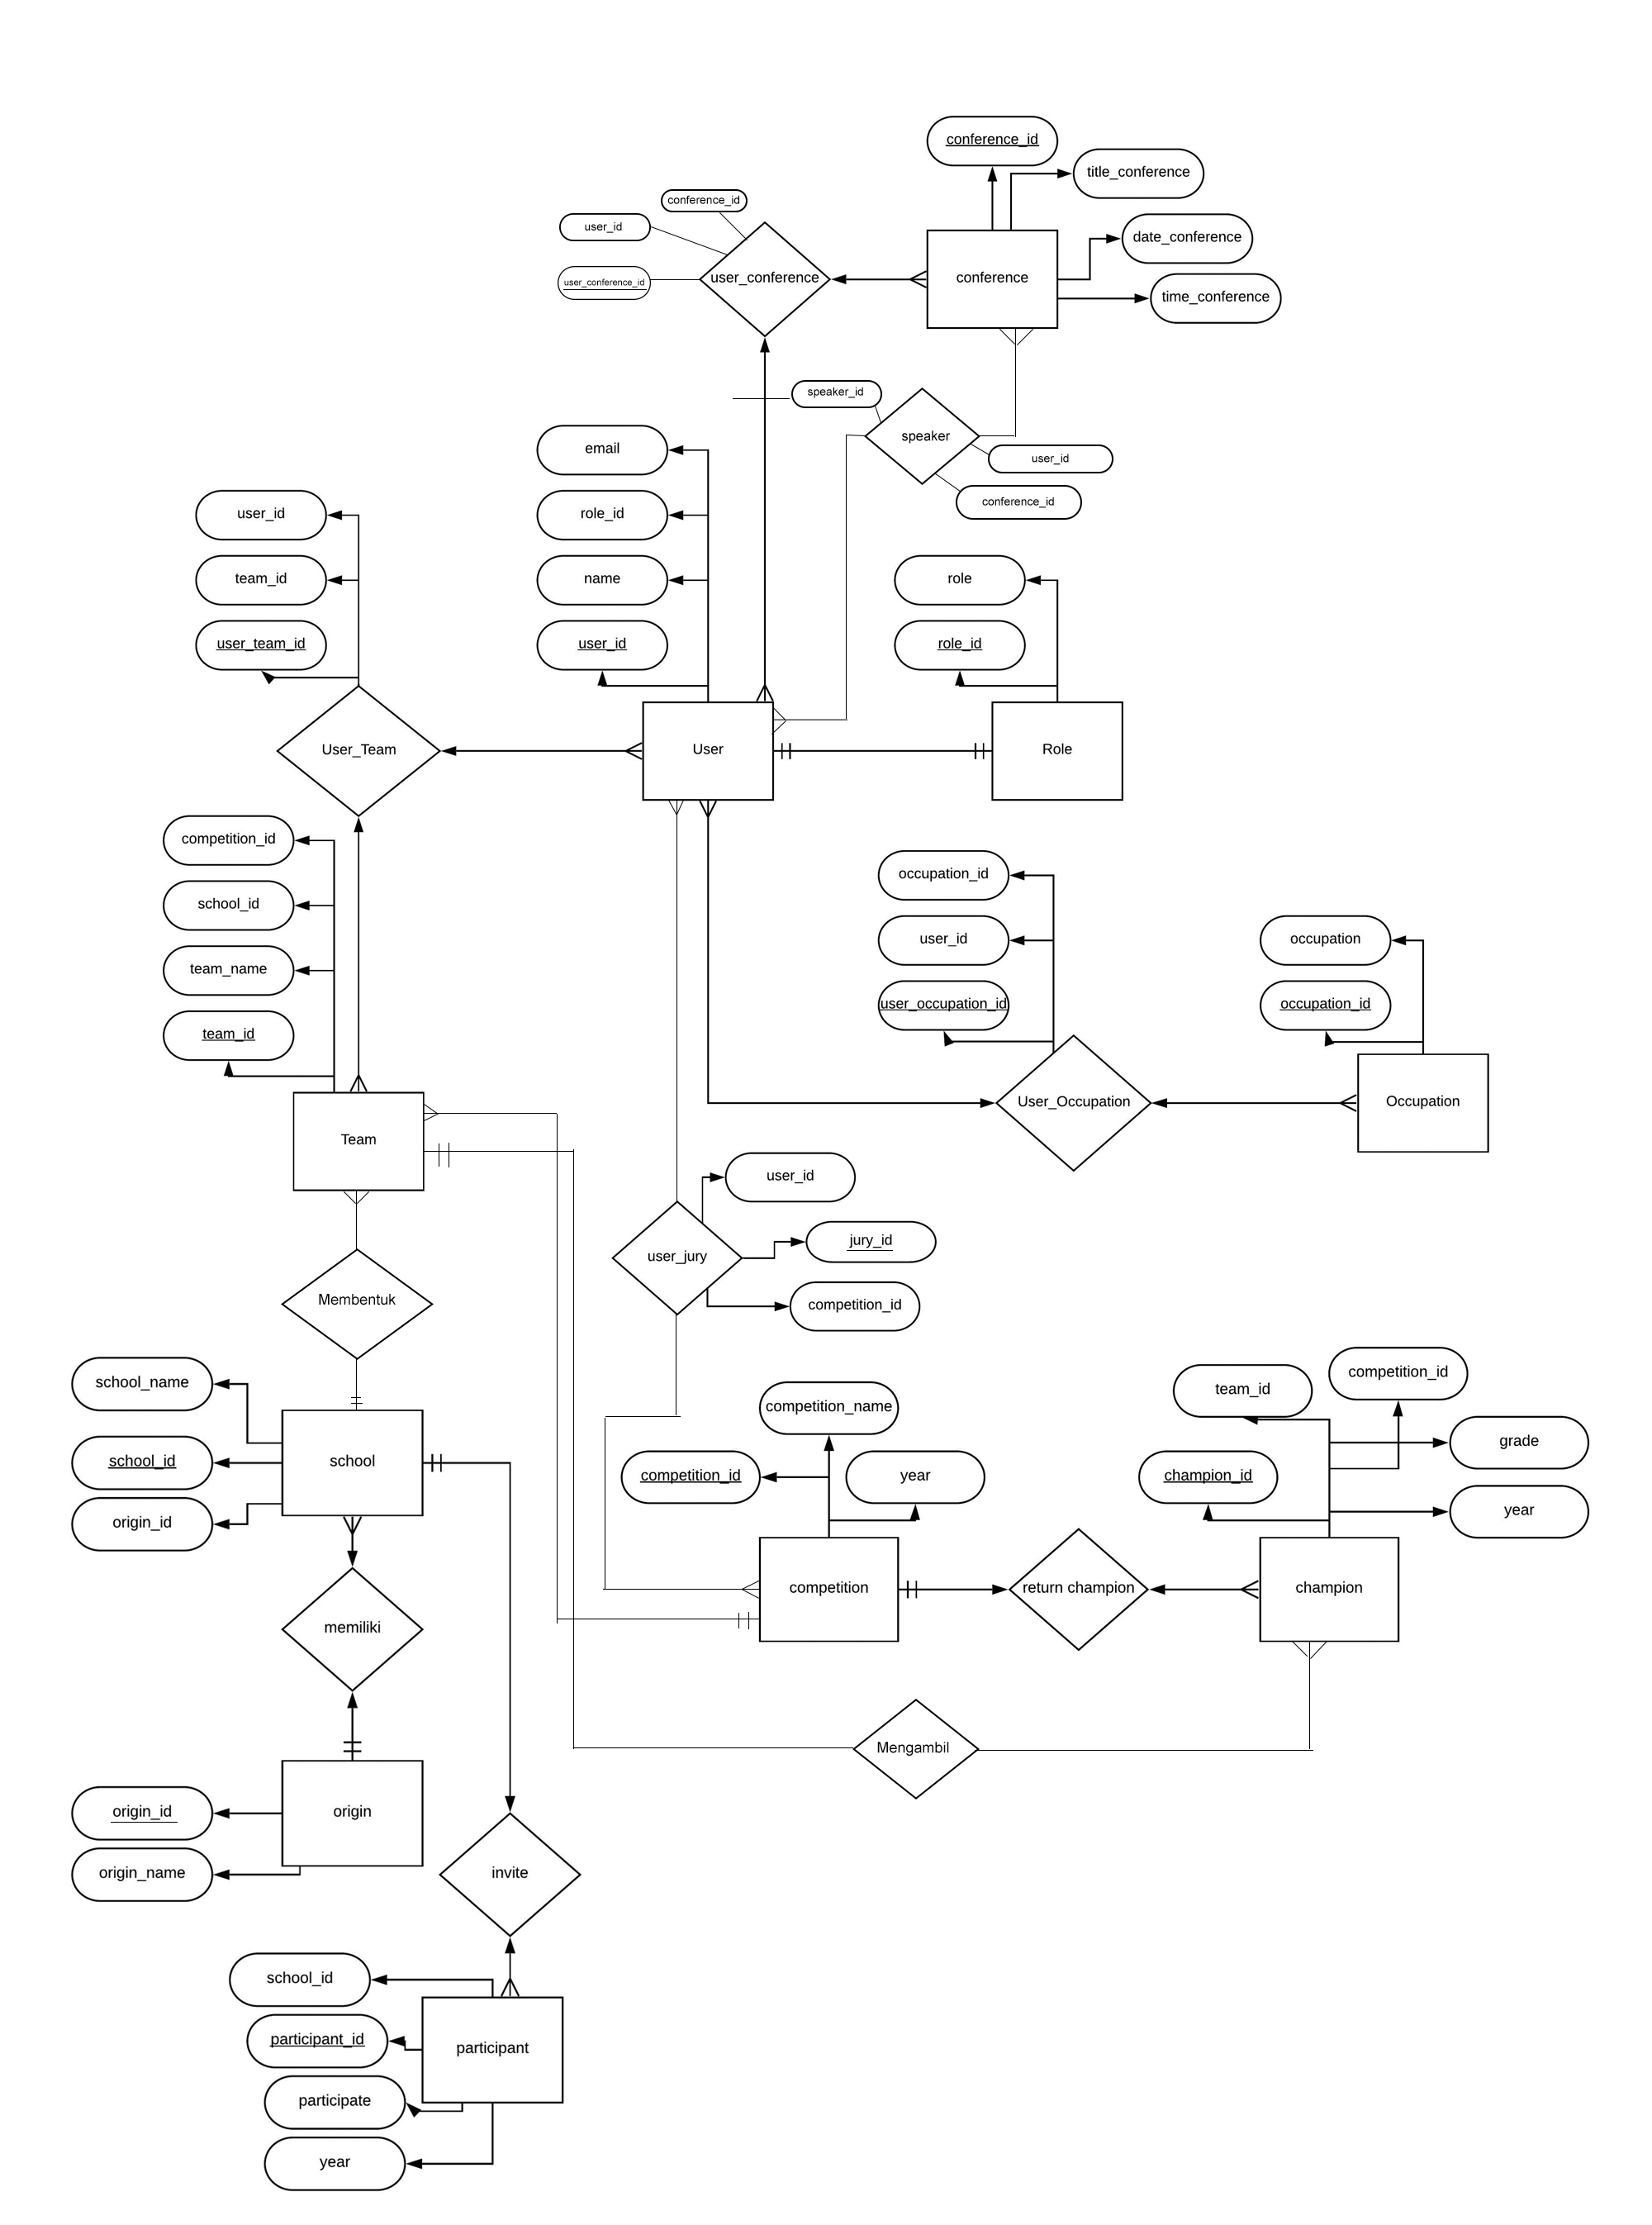 conference_id
title_conference
conference_id
user_id
date_conference
user_conference
conference
user_conference_id
time_conference
speaker_id
speaker
email
user_id
conference_id
user_id
role_id
team_id
name
role
user_team_id
user_id
role_id
User_Team
User
Role
competition_id
occupation_id
school_id
user_id
occupation
team_name
user_occupation_id
occupation_id
team_id
User_Occupation
Occupation
Team
user_id
jury_id
user_jury
Membentuk
competition_id
school_name
competition_id
team_id
competition_name
grade
school_id
school
competition_id
year
champion_id
origin_id
year
competition
return champion
champion
memiliki
Mengambil
origin_id
origin
origin_name
invite
school_id
participant_id
participant
participate
year